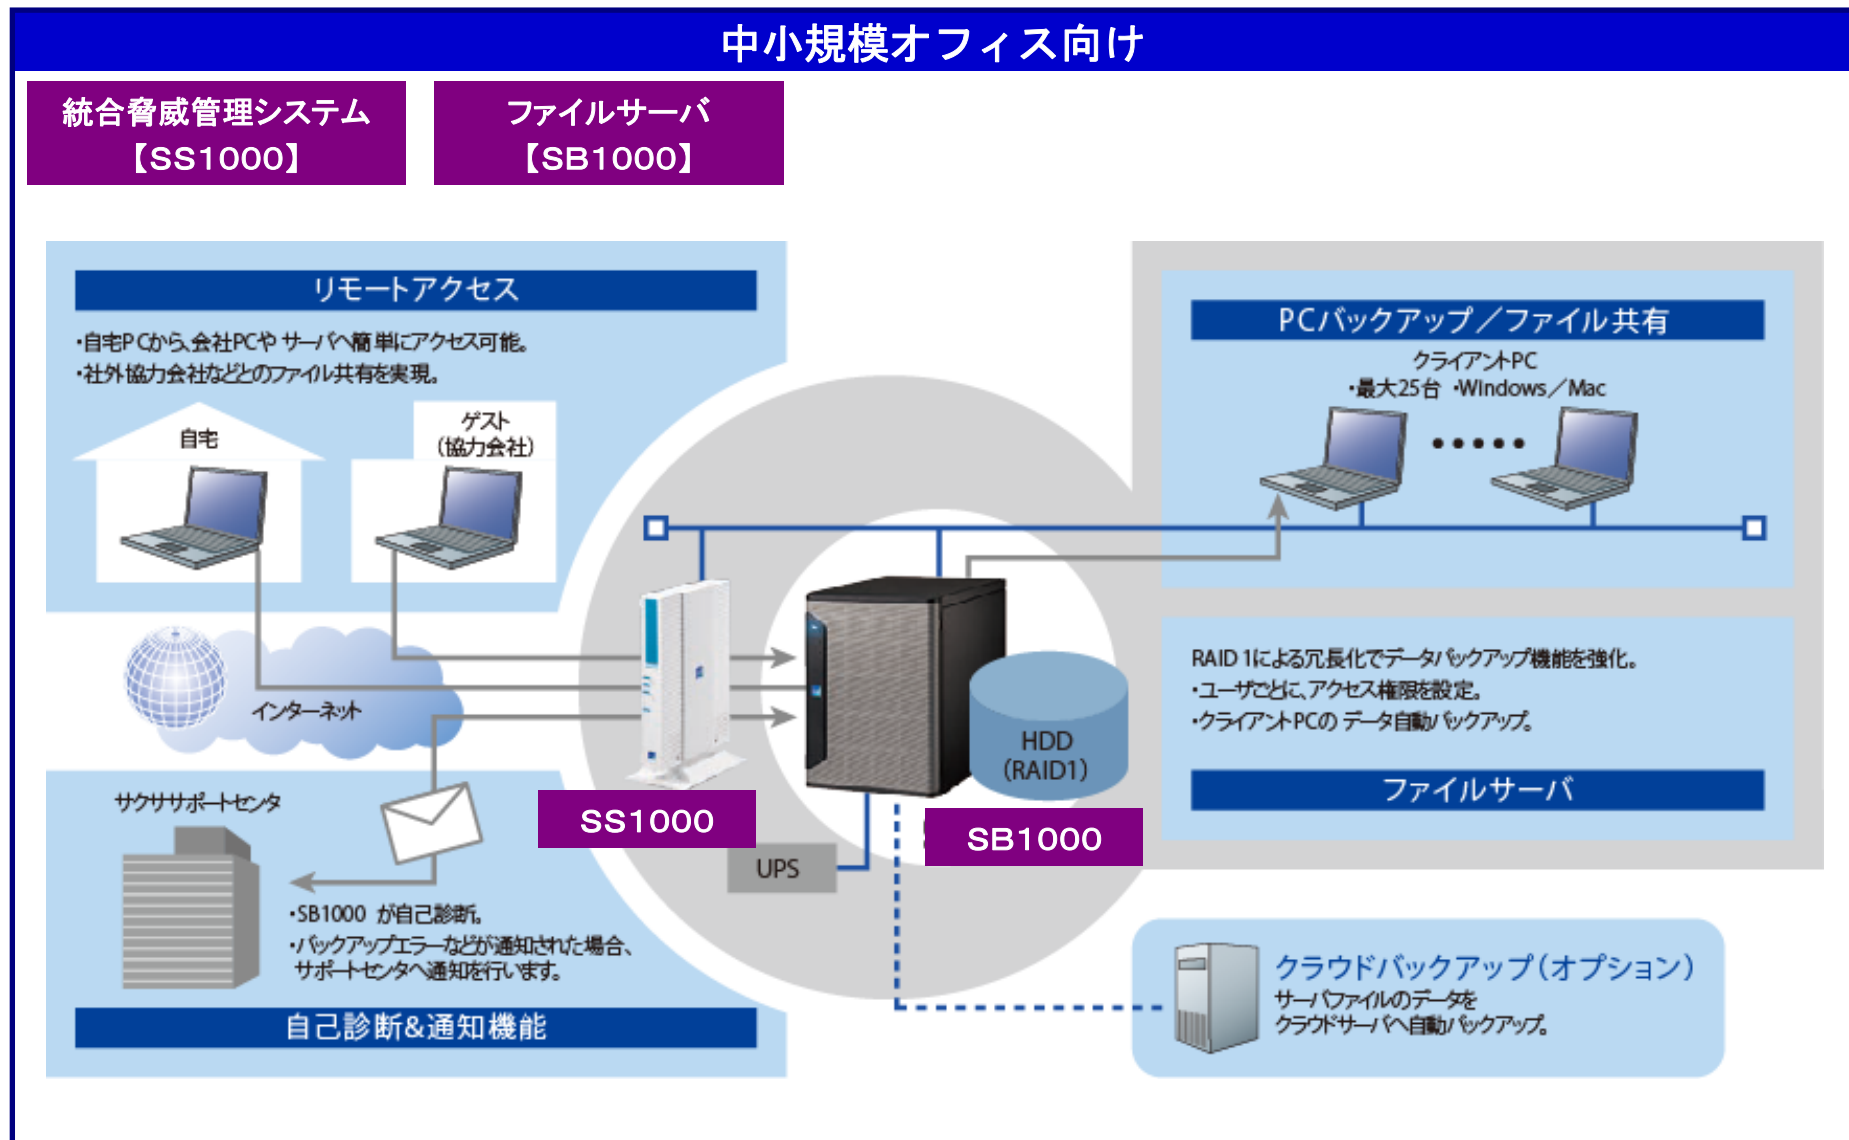 中小規模オフィス向け
統合脅威管理システム
【SS1000】
ファイルサーバ
【SB1000】
リモートアクセス
・自宅PCから、会社PCや サーバへ簡単にアクセス可能。
・社外協力会社などとのファイル共有を実現。
自宅
ゲスト
(協力会社)
インターネット
サクササポートセンタ
・SB1000 が自己診断。
・バックアップエラーなどが通知された場合、
サポートセンタへ通知を行います。
自己診断&通知機能
SS1000
UPS
HDD
(RAID1)
SB1000
PCバックアップ／ファイル共有
クライアントPC
・最大25台 ・Windows／Mac
RAID 1による冗長化でデータバックアップ機能を強化。
・ユーザごとに、アクセス権限を設定。
・クライアントPCの データ自動バックアップ。
ファイルサーバ
クラウドバックアップ（オプション）
サーバファイルのデータを
クラウドサーバへ自動バックアップ。